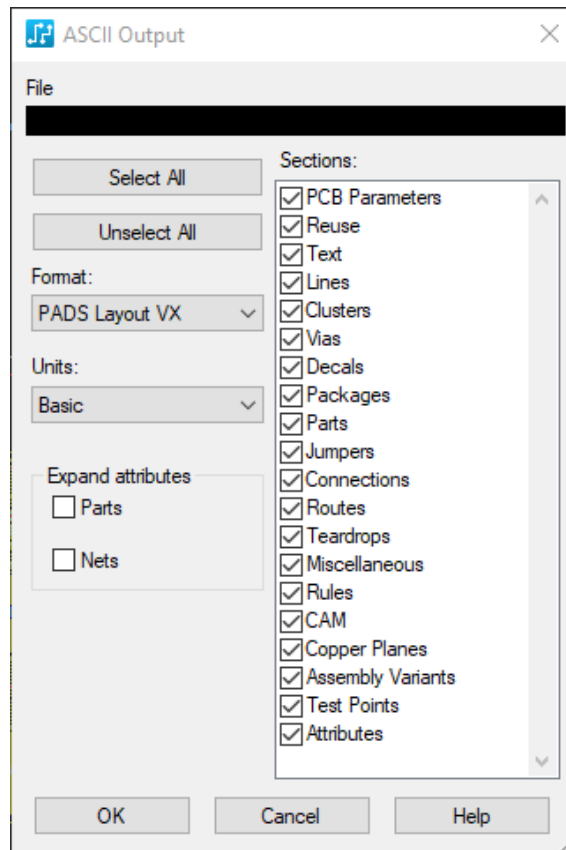 ASCII Output
File
Select All
Unselect All
Format:
PADS Layout VX
Units:
Basic
Expand attributes
Parts
Nets
Sections:
PCB Parameters
Reuse
Text
Lines
Clusters
Vias
Decals
Packages
Parts
Jumpers
Connections
Routes
Teardrops
Miscellaneous
Rules
CAM
Copper Planes
Assembly Variants
Test Points
Attributes
OK
Cancel
Help